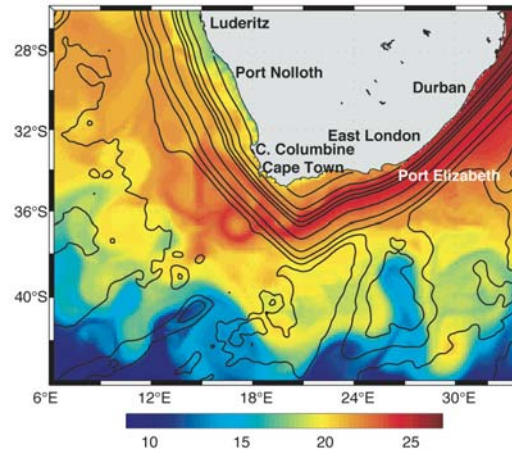 Luderitz
28°S
Port Nolloth
Durban
32°S
East London
C. Columbine
Cape Town
Port Elizabeth
36°S
40°S
6°E 12°E 18°E 24°E 30°E
10 15 20 25